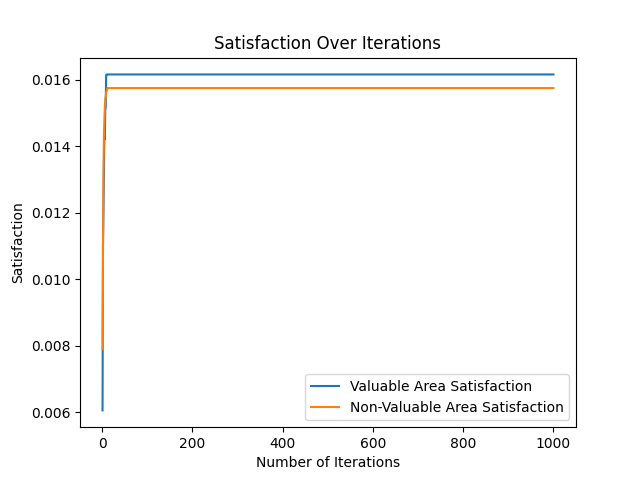 Satisfaction Over Iterations
Satisfaction
0.016
0.014
0.012
0.010
0.008
0.006
Valuable Area Satisfaction
Non-Valuable Area Satisfaction
0 200 400 600 800 1000
Number of Iterations